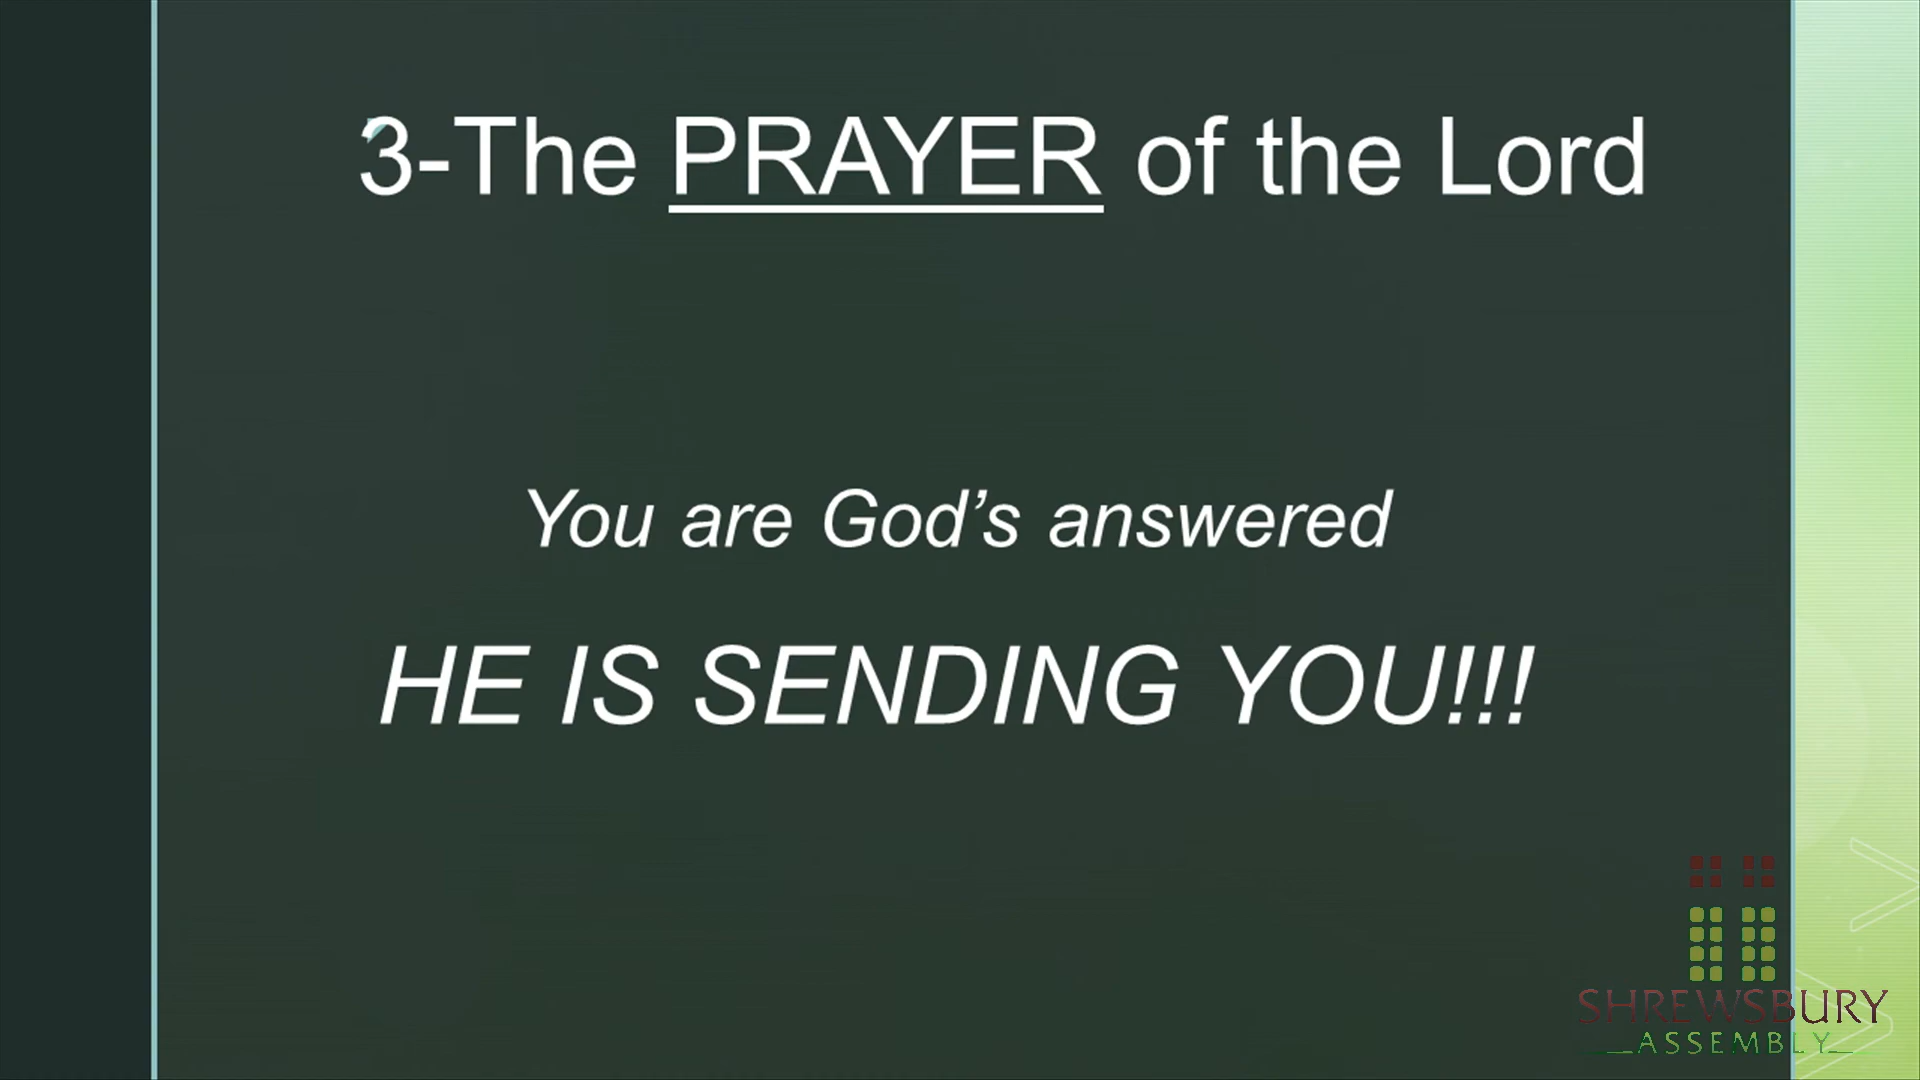 3-The PRAYER of the Lord
You are God’s answered
HE IS SENDING YOU!!!
SHREWSBURY
ASSEMBLY